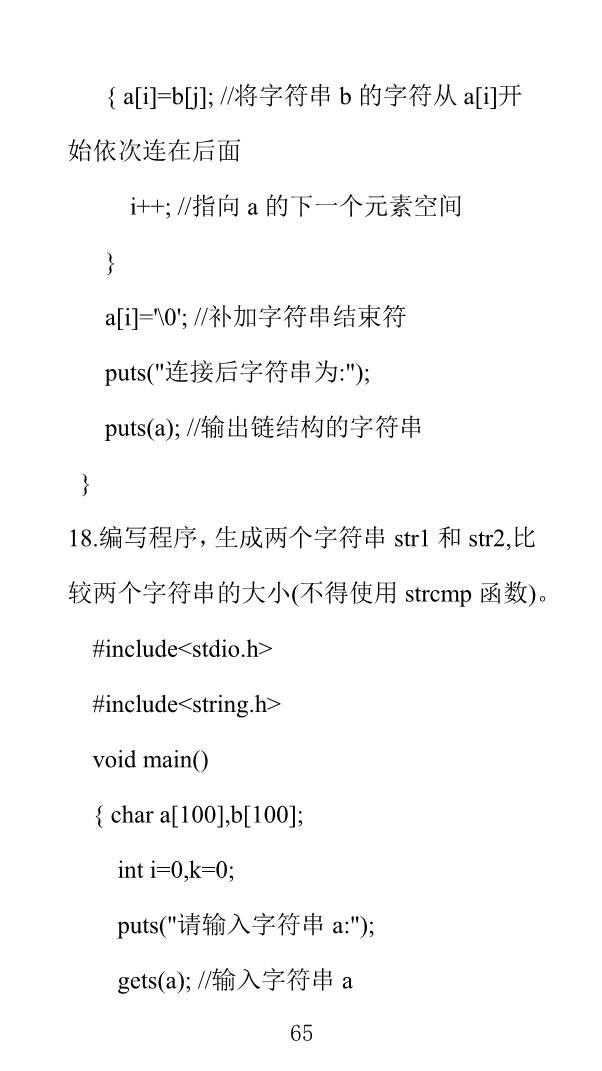 { a[i]=b[j]; //将字符串 b 的字符从 a[i]开
始依次连在后面
i++; //指向 a 的下一个元素空间
}
a[i]='\0'; //补加字符串结束符
puts("连接后字符串为:");
puts(a); //输出链结构的字符串
}
18.编写程序，生成两个字符串 str1 和 str2,比
较两个字符串的大小(不得使用 strcmp 函数)。
#include<stdio.h>
#include<string.h>
void main()
{ char a[100],b[100];
int i=0,k=0;
puts("请输入字符串 a:");
gets(a); //输入字符串 a
65